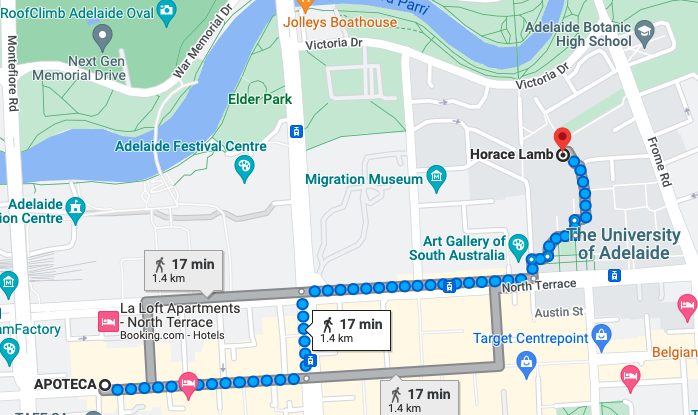 RoofClimb Adelaide Oval
Jolleys Boathouse
Parri
Montefiore Rd
War Memorial Dr
Victoria Dr
Adelaide Botanic
High School
Next Gen
Memorial Drive
Victoria Dr
Elder Park
Frome Rd
Adelaide Festival Centre
Horace Lamb
Migration Museum
Adelaide
ion Centre
The University
of Adelaide
Art Gallery of
South Australia
17 min
1.4 km
North Terrace
La Loft Apartments
- North Terrace
Booking.com - Hotels
Austin St
17 min
1.4 km
amFactory
Target Centrepoint
Belgian
APOTECA
17 min
1.4 km